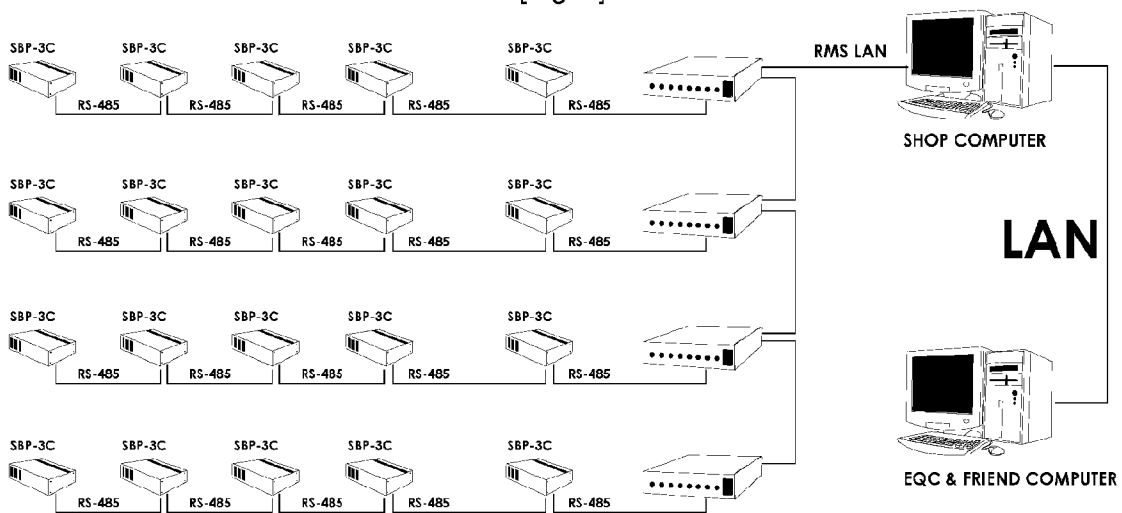 SBP-3C SBP-3C SBP-3C SBP-3C SBP-3C
RMS LAN
RS-485 RS-485 RS-485 RS-485 RS-485
SHOP COMPUTER
SBP-3C SBP-3C SBP-3C SBP-3C SBP-3C
RS-485 RS-485 RS-485 RS-485 RS-485
LAN
SBP-3C SBP-3C SBP-3C SBP-3C SBP-3C
RS-485 RS-485 RS-485 RS-485 RS-485
SBP-3C SBP-3C SBP-3C SBP-3C SBP-3C
EQC & FRIEND COMPUTER
RS-485 RS-485 RS-485 RS-485 RS-485